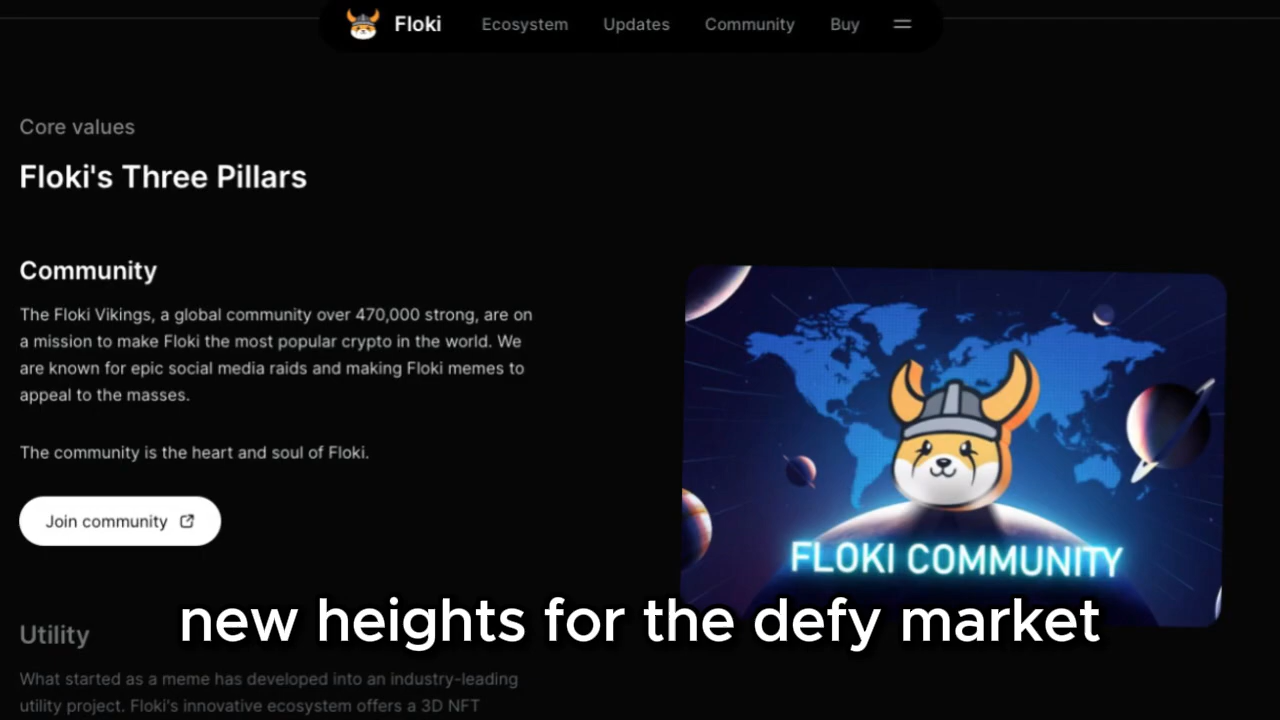 Floki Ecosystem Updates Community Buy
Core values
Floki's Three Pillars
Community
The Floki Vikings, a global community over 470,000 strong, are on
a mission to make Floki the most popular crypto in the world. We
are known for epic social media raids and making Floki memes to
appeal to the masses.
The community is the heart and soul of Floki.
Join community
FLOKI COMMUNITY
new heights for the defy market
Utility
What started as a meme has developed into an industry-leading
utility project. Floki's innovative ecosystem offers a 3D NFT